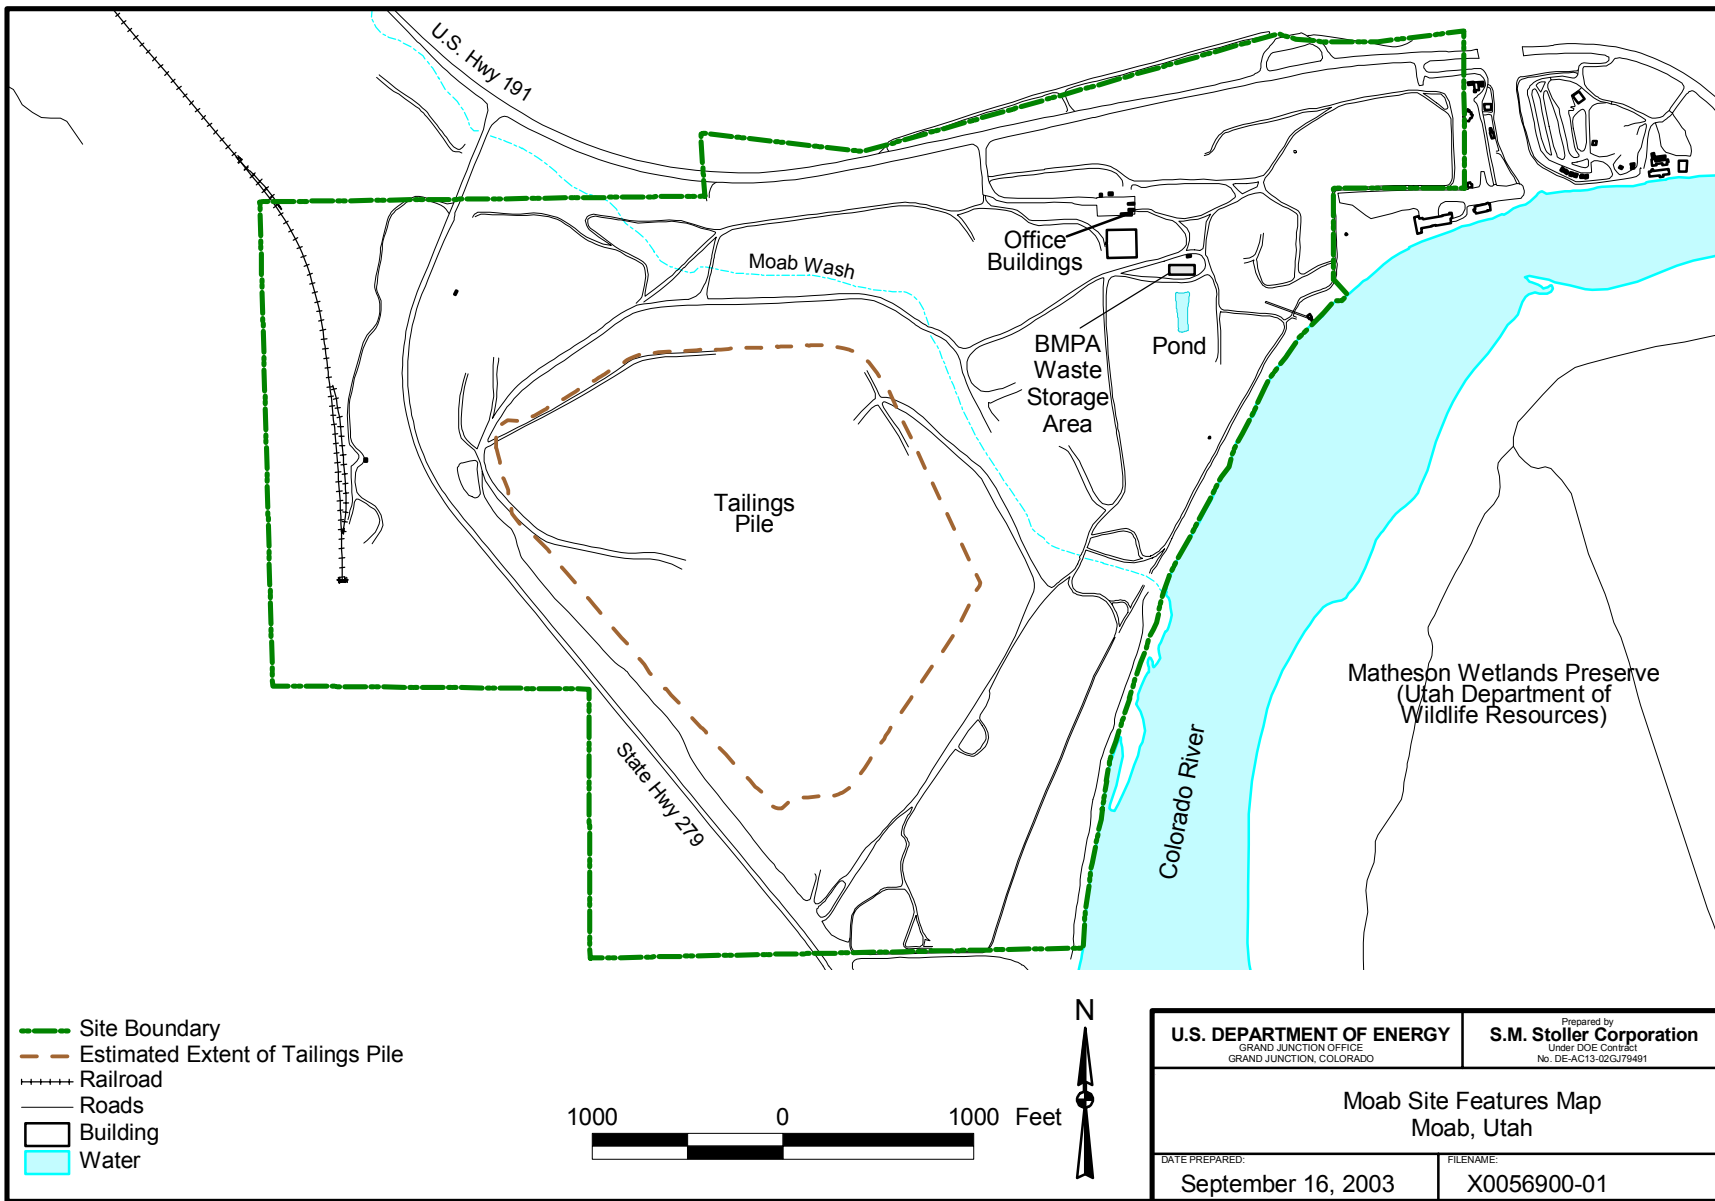 U.S. Hwy 191
Moab Wash
Office
Buildings
BMPA
Waste
Storage
Area
Pond
Tailings
Pile
State Hwy 279
Colorado River
Matheson Wetlands Preserve
(Utah Department of
Wildlife Resources)
Site Boundary
Estimated Extent of Tailings Pile
Railroad
Roads
Building
Water
1000 0 1000 Feet
N
U.S. DEPARTMENT OF ENERGY
GRAND JUNCTION OFFICE
GRAND JUNCTION, COLORADO
Prepared by
S.M. Stoller Corporation
Under DOE Contract
No. DE-AC13-02GJ79491
Moab Site Features Map
Moab, Utah
DATE PREPARED:
September 16, 2003
FILENAME:
X0056900-01